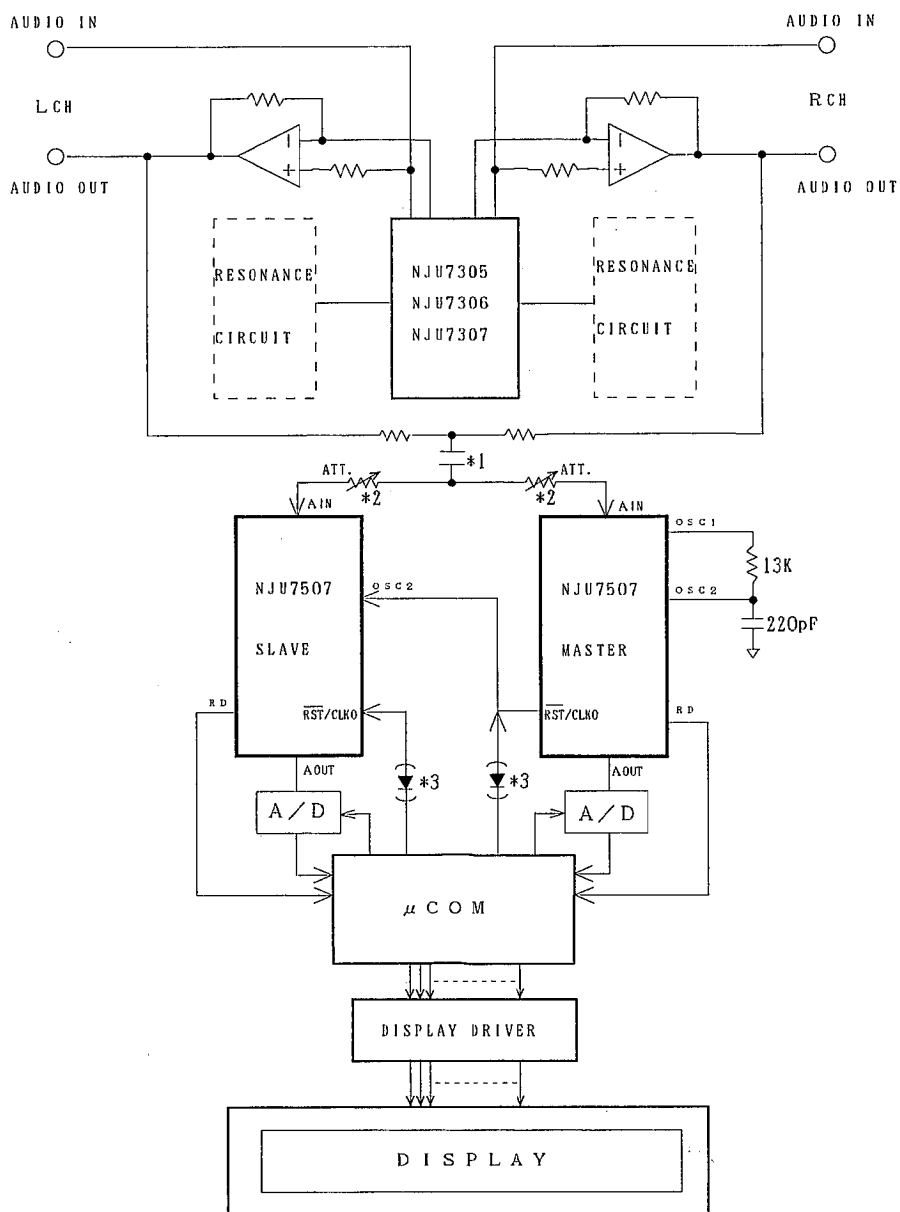 AUDIO IN
AUDIO IN
L CH
R CH
AUDIO OUT
AUDIO OUT
RESONANCE
CIRCUIT
NJU7305
NJU7306
NJU7307
RESONANCE
CIRCUIT
*1
ATT.
*2
ATT.
*2
AIN
AIN
OSC1
13K
NJU7507
SLAVE
OSC2
NJU7507
MASTER
OSC2
220pF
RD
RST/CLKO
RST/CLKO
RD
AOUT
*3
*3
AOUT
A/D
A/D
μCOM
DISPLAY DRIVER
DISPLAY